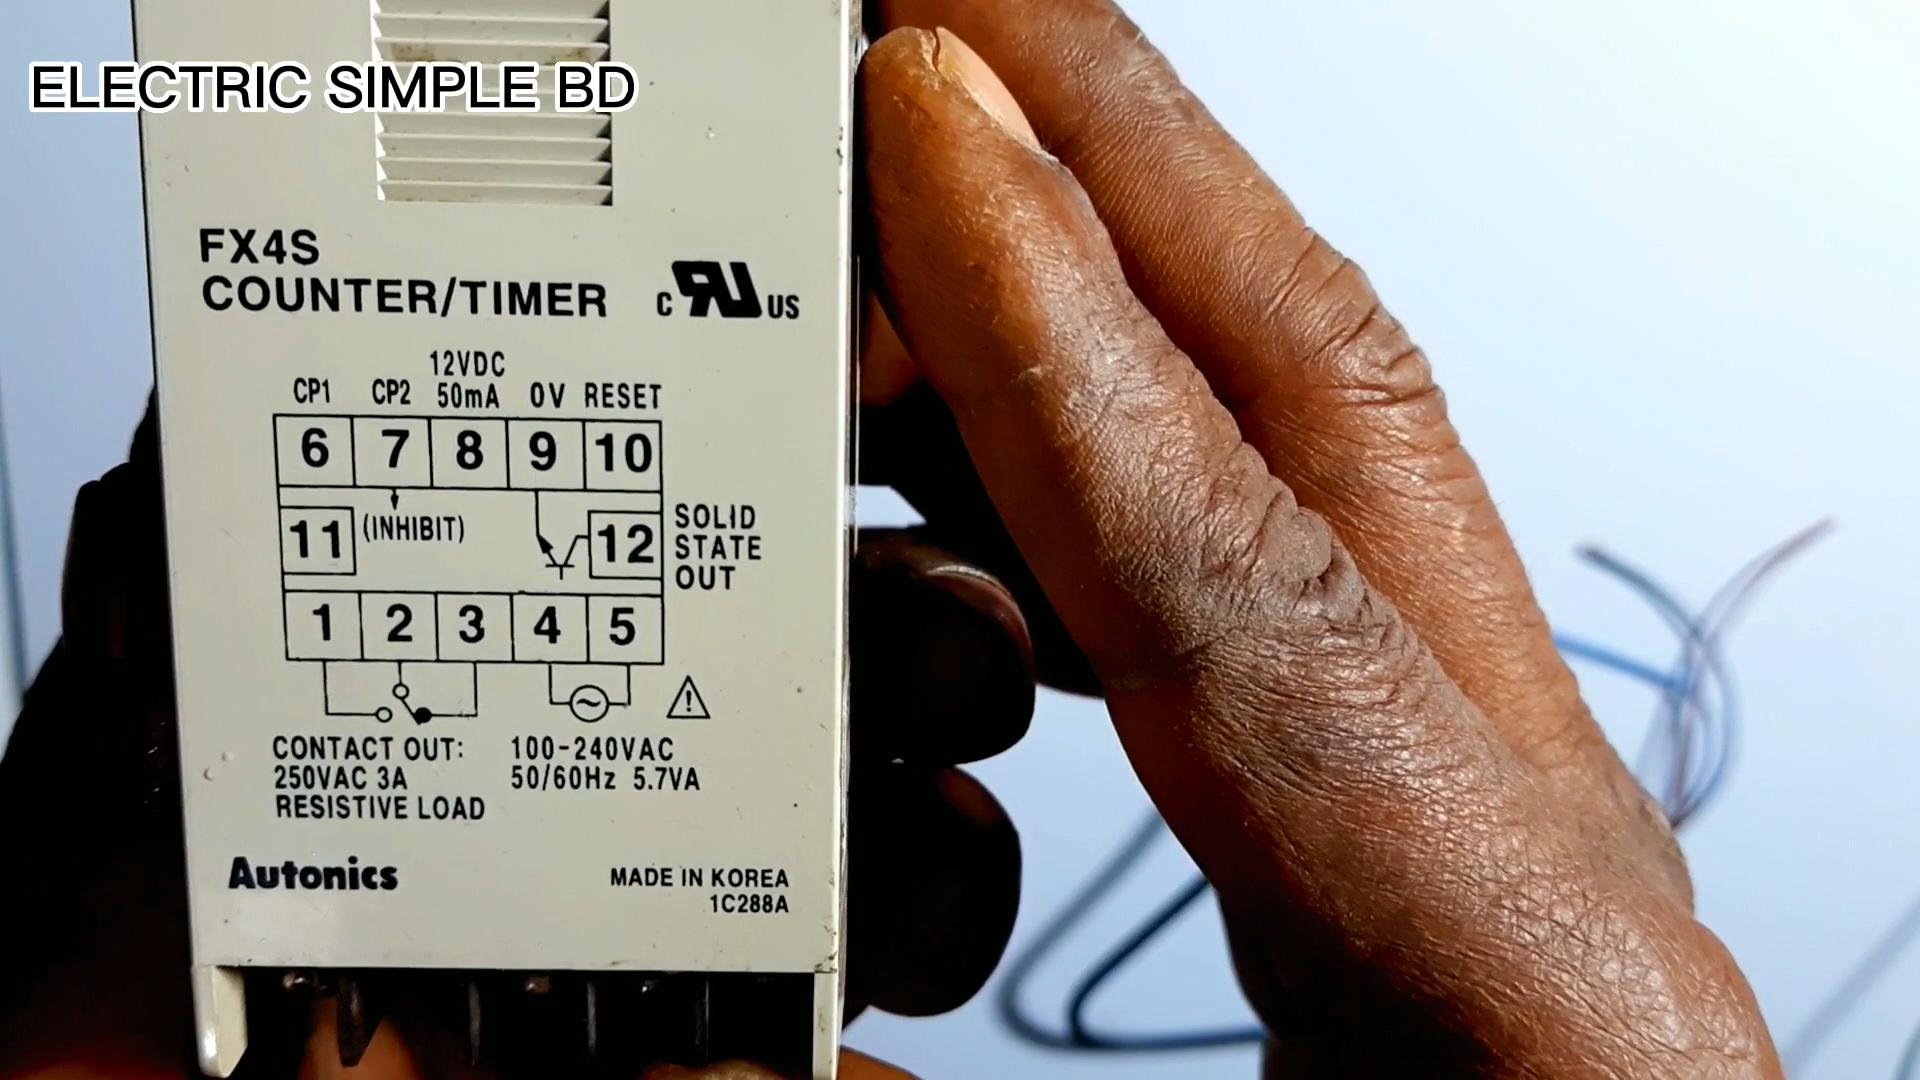 ELECTRIC SIMPLE BD
FX4S
COUNTER/TIMER
c RU US
12VDC
CP1 CP2 50mA 0V RESET
6 7 8 9 10
11 (INHIBIT) 12 SOLID
STATE
OUT
1 2 3 4 5
CONTACT OUT: 100-240VAC
250VAC 3A 50/60Hz 5.7VA
RESISTIVE LOAD
Autonics
MADE IN KOREA
1C288A